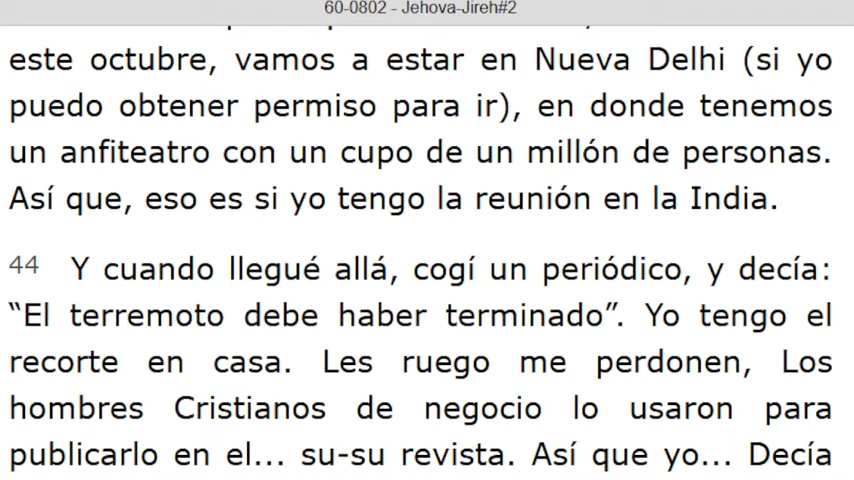 60-0802 - Jehova-Jireh#2
este octubre, vamos a estar en Nueva Delhi (si yo
puedo obtener permiso para ir), en donde tenemos
un anfiteatro con un cupo de un millón de personas.
Así que, eso es si yo tengo la reunión en la India.
44 Y cuando llegué allá, cogí un periódico, y decía:
“El terremoto debe haber terminado”. Yo tengo el
recorte en casa. Les ruego me perdonen, Los
hombres Cristianos de negocio lo usaron para
publicarlo en el... su-su revista. Así que yo... Decía